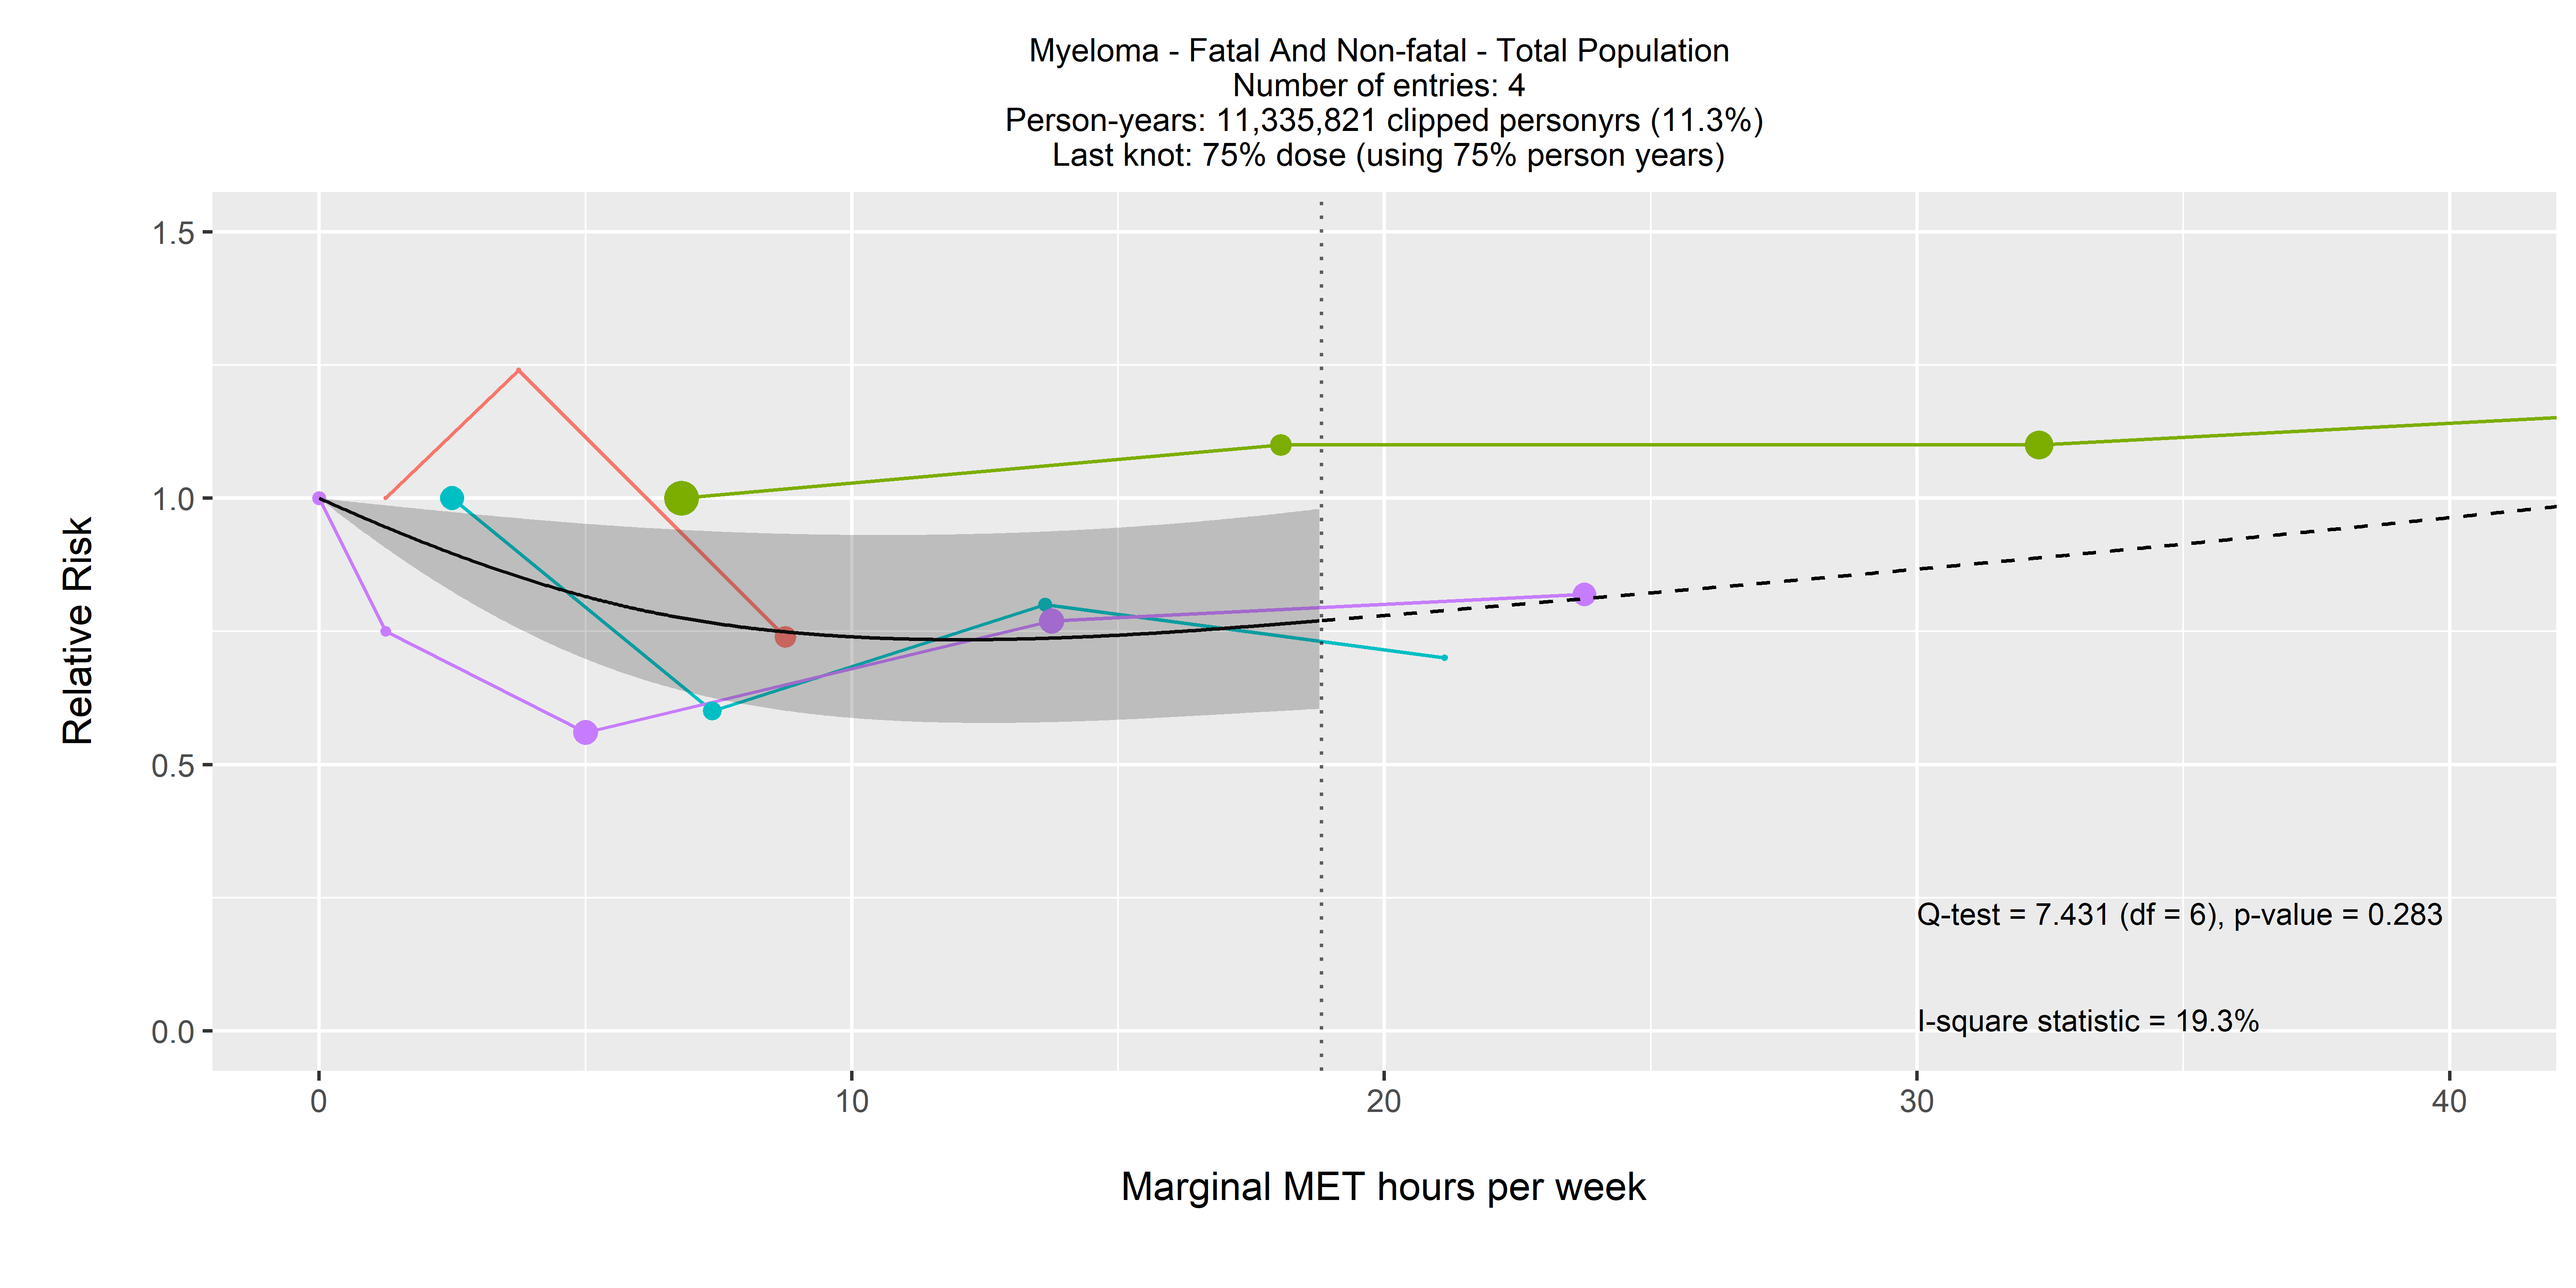 Myeloma - Fatal And Non-fatal - Total Population
Number of entries: 4
Person-years: 11,335,821 clipped personyrs (11.3%)
Last knot: 75% dose (using 75% person years)
1.5
1.0
0.5
0.0
Relative Risk
Q-test = 7.431 (df = 6), p-value = 0.283
I-square statistic = 19.3%
0 10 20 30 40
Marginal MET hours per week